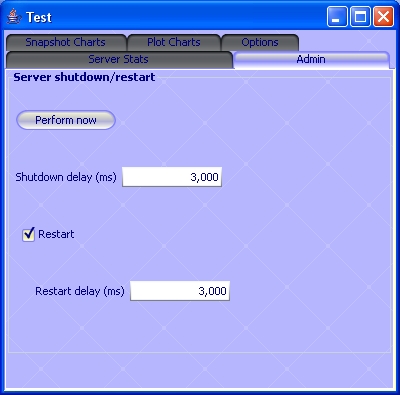 Test
Snapshot Charts Plot Charts Options
Server Stats Admin
Server shutdown/restart
Perform now
Shutdown delay (ms) 3,000
Restart
Restart delay (ms) 3,000